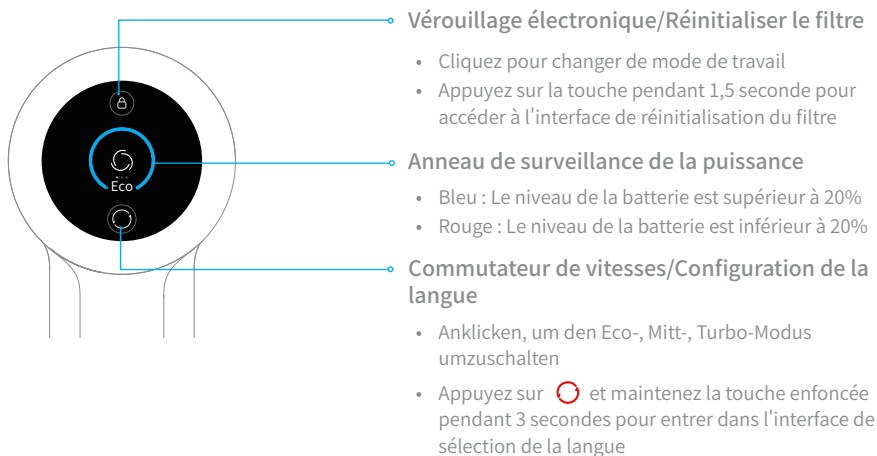 Vérouillage électronique/Réinitialiser le filtre
• Cliquez pour changer de mode de travail
• Appuyez sur la touche pendant 1,5 seconde pour
accéder à l'interface de réinitialisation du filtre
Eco
Anneau de surveillance de la puissance
• Bleu : Le niveau de la batterie est supérieur à 20%
• Rouge : Le niveau de la batterie est inférieur à 20%
Commutateur de vitesses/Configuration de la
langue
• Anklicken, um den Eco-, Mitt-, Turbo-Modus
umzuschalten
• Appuyez sur et maintenez la touche enfoncée
pendant 3 secondes pour entrer dans l'interface de
sélection de la langue